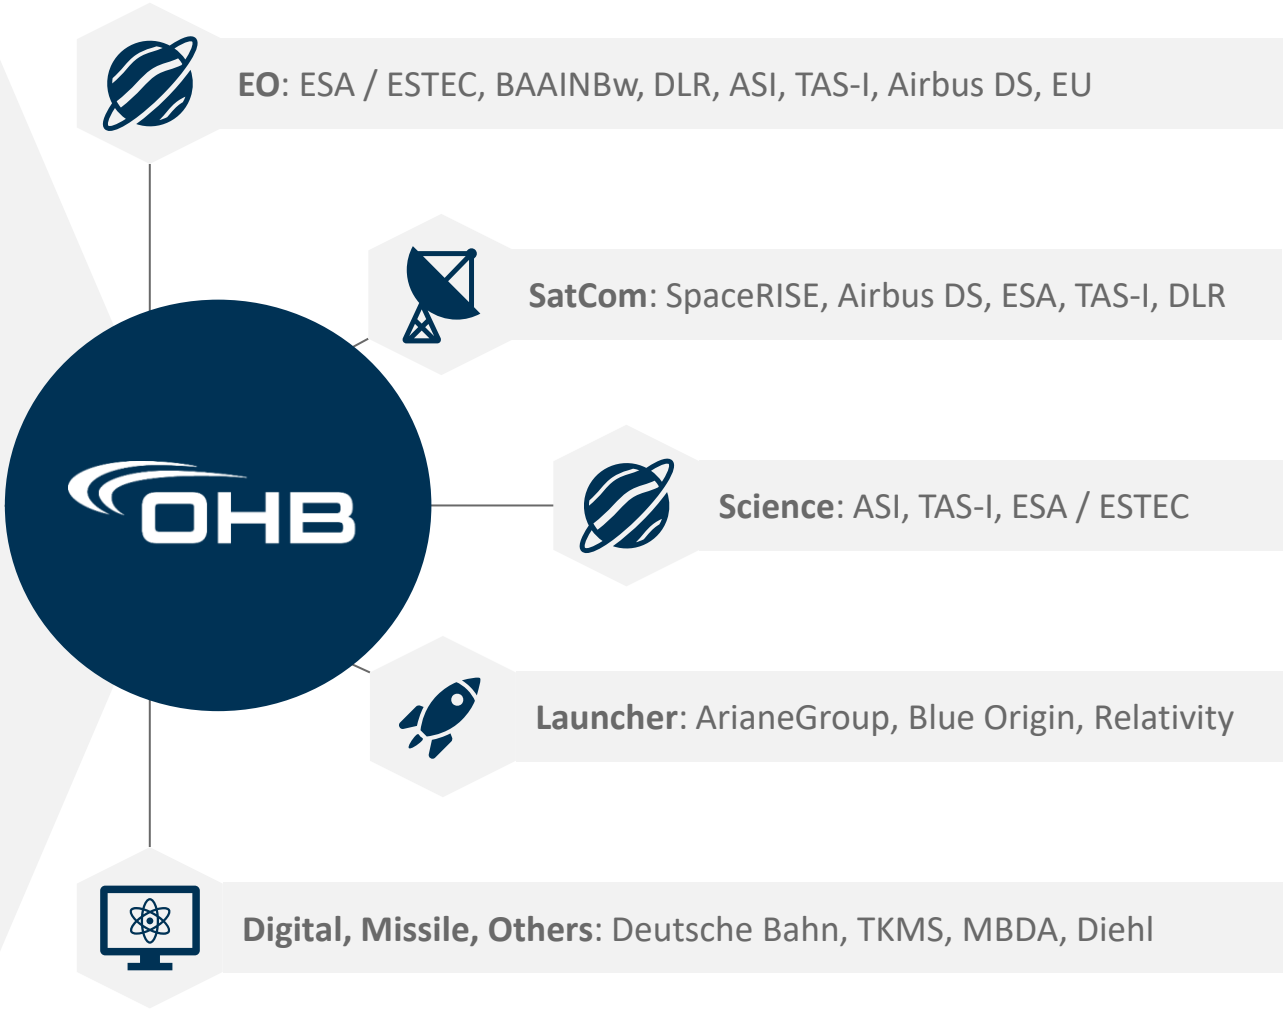 EO: ESA / ESTEC, BAAINBw, DLR, ASI, TAS-I, Airbus DS, EU
SatCom: SpaceRISE, Airbus DS, ESA, TAS-I, DLR
OHB
Science: ASI, TAS-I, ESA / ESTEC
Launcher: ArianeGroup, Blue Origin, Relativity
Digital, Missile, Others: Deutsche Bahn, TKMS, MBDA, Diehl